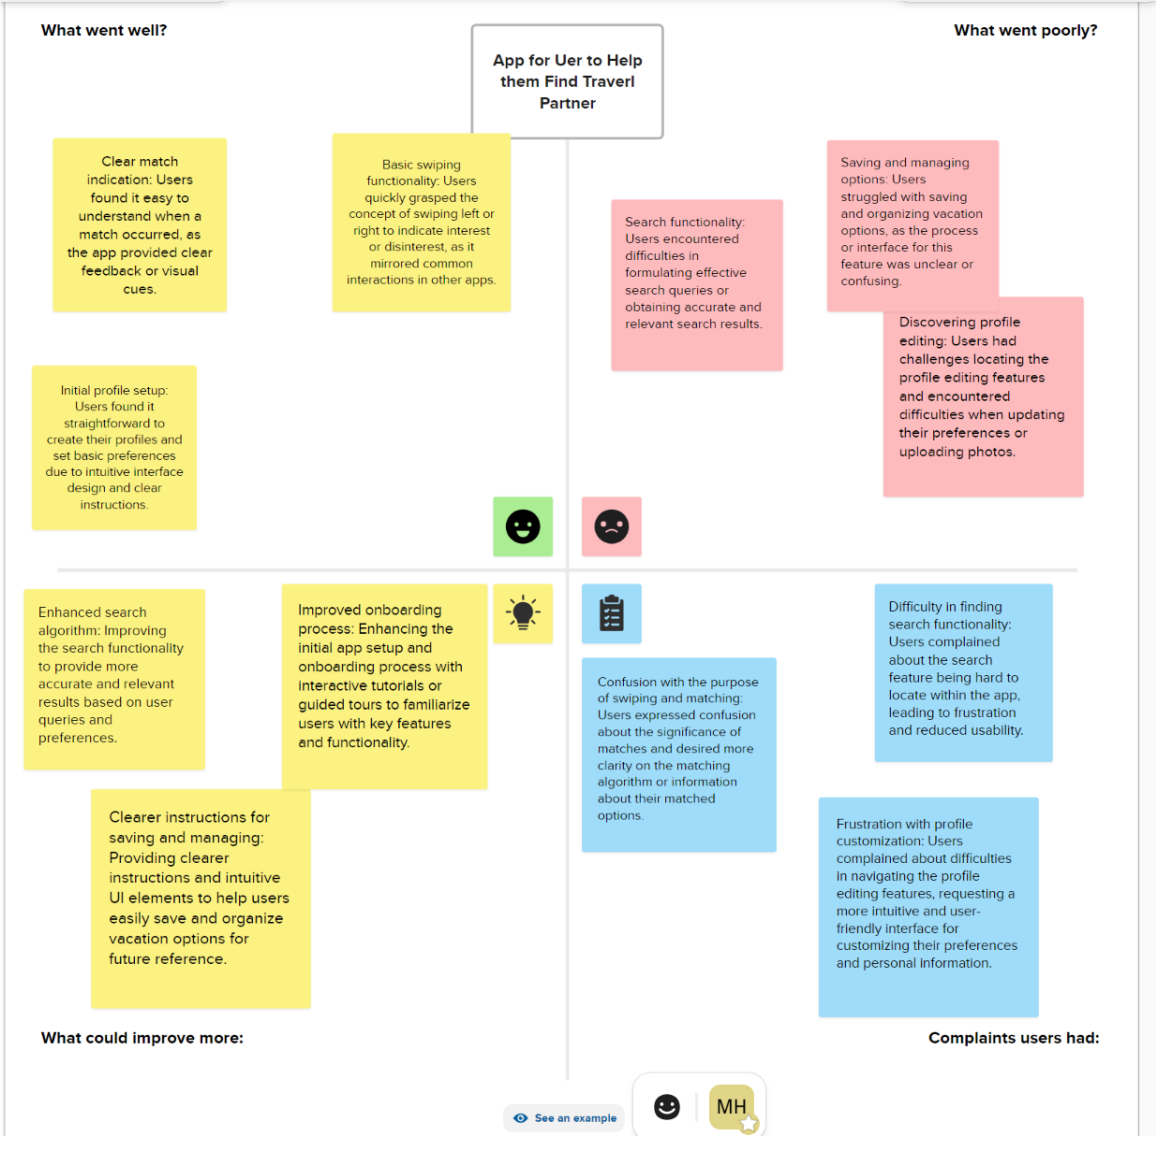 What went well?
What went poorly?
App for Uer to Help
them Find Traverl
Partner
Clear match
indication: Users
found it easy to
understand when a
match occurred, as
the app provided clear
feedback or visual
cues.
Basic swiping
functionality: Users
quickly grasped the
concept of swiping left or
right to indicate interest
or disinterest, as it
mirrored common
interactions in other apps.
Search functionality:
Users encountered
difficulties in
formulating effective
search queries or
obtaining accurate and
relevant search results.
Saving and managing
options: Users
struggled with saving
and organizing vacation
options, as the process
or interface for this
feature was unclear or
confusing.
Discovering profile
editing: Users had
challenges locating the
profile editing features
and encountered
difficulties when updating
their preferences or
uploading photos.
Initial profile setup:
Users found it
straightforward to
create their profiles and
set basic preferences
due to intuitive interface
design and clear
instructions.
Enhanced search
algorithm: Improving
the search functionality
to provide more
accurate and relevant
results based on user
queries and
preferences.
Improved onboarding
process: Enhancing the
initial app setup and
onboarding process with
interactive tutorials or
guided tours to familiarize
users with key features
and functionality.
Clearer instructions for
saving and managing:
Providing clearer
instructions and intuitive
UI elements to help users
easily save and organize
vacation options for
future reference.
Confusion with the purpose
of swiping and matching:
Users expressed confusion
about the significance of
matches and desired more
clarity on the matching
algorithm or information
about their matched
options.
Difficulty in finding
search functionality:
Users complained
about the search
feature being hard to
locate within the app,
leading to frustration
and reduced usability.
Frustration with profile
customization: Users
complained about difficulties
in navigating the profile
editing features, requesting a
more intuitive and user-
friendly interface for
customizing their preferences
and personal information.
What could improve more:
Complaints users had:
See an example
MH